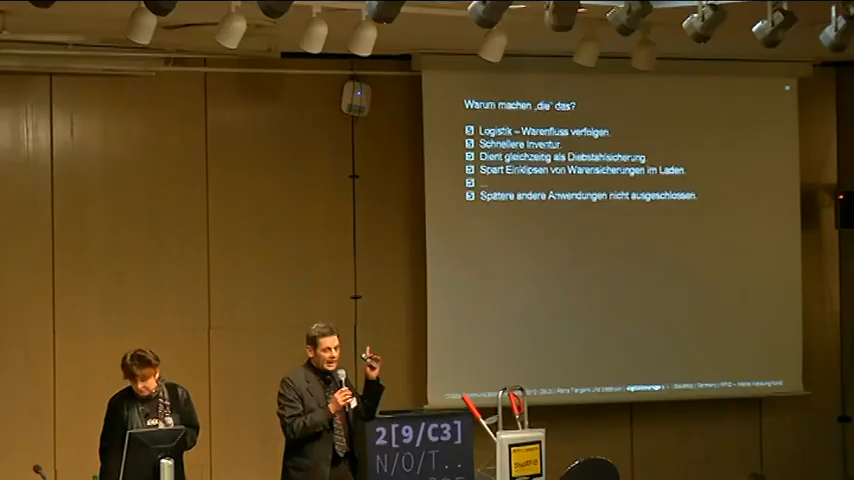 Warum machen „die“ das?
Logistik – Warenfluss verfolgen.
Schnellere Inventur.
Dient gleichzeitig als Diebstahlsicherung.
Spart Einklipsen von Warensicherungen im Laden.
...
Spätere andere Anwendungen nicht ausgeschlossen.
2[9/C3]
N/O/T...